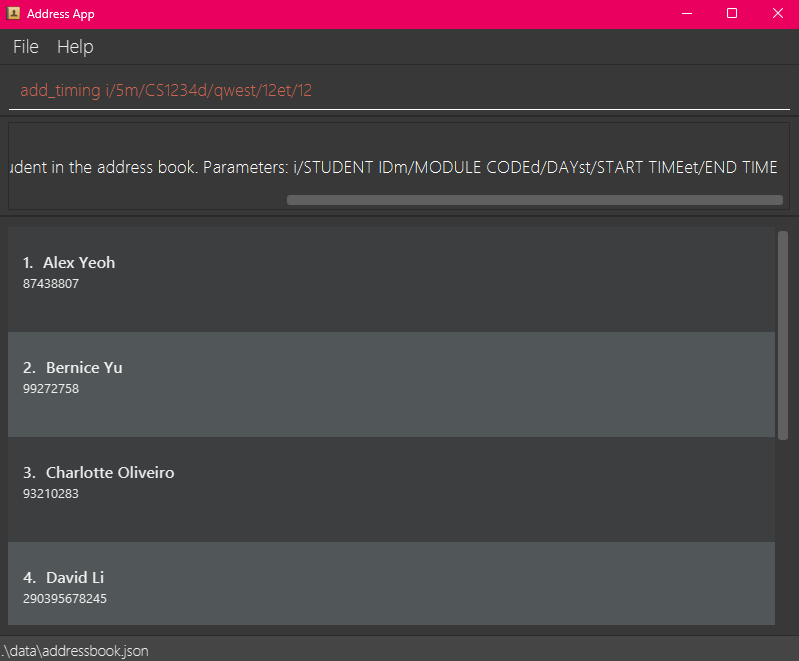 Address App
File Help
add_timing i/5m/CS1234d/qwest/12et/12
in the address book. Parameters: i/STUDENT IDm/MODULE CODEd/DAYst/START TIMEet/END TIME
1. Alex Yeoh
87438807
2. Bernice Yu
99272758
3. Charlotte Oliveiro
93210283
4. David Li
290395678245
.\data\addressbook.json